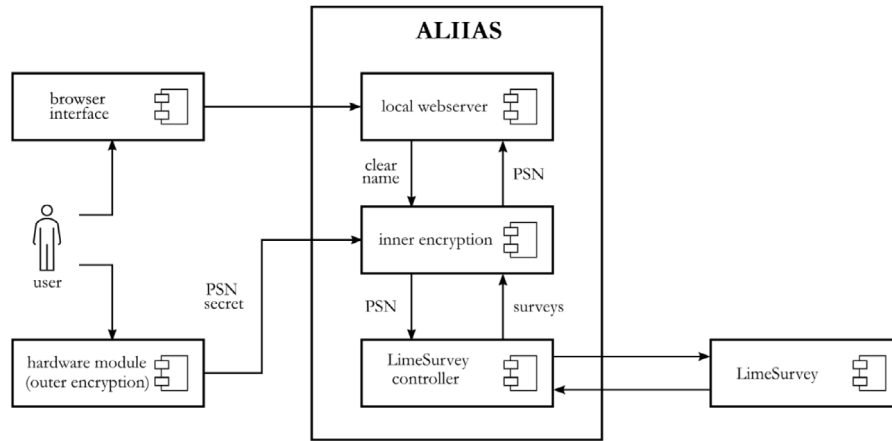 ALIIAS
browser
interface
local webserver
clear
name
PSN
inner encryption
user
PSN
secret
PSN
surveys
hardware module
(outer encryption)
LimeSurvey
controller
LimeSurvey